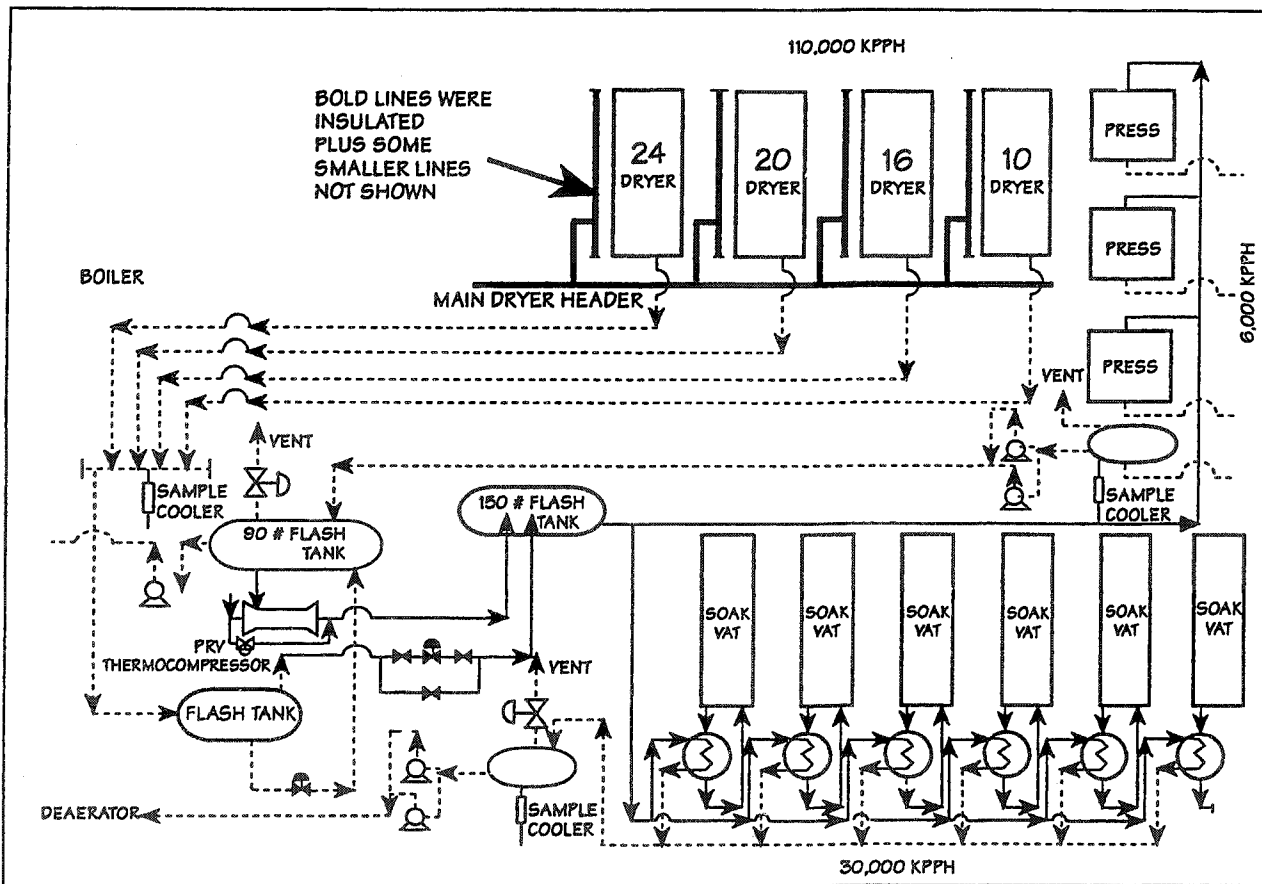 110,000 KPPH
BOLD LINES WERE
INSULATED
PLUS SOME
SMALLER LINES
NOT SHOWN
24
DRYER
20
DRYER
16
DRYER
10
DRYER
PRESS
PRESS
PRESS
6,000 KPPH
BOILER
MAIN DRYER HEADER
VENT
VENT
SAMPLE
COOLER
150 # FLASH
TANK
SAMPLE
COOLER
90 # FLASH
TANK
PRV
THERMOCOMPRESSOR
VENT
FLASH TANK
SOAK
VAT
SOAK
VAT
SOAK
VAT
SOAK
VAT
SOAK
VAT
SOAK
VAT
DEAERATOR
SAMPLE
COOLER
30,000 KPPH